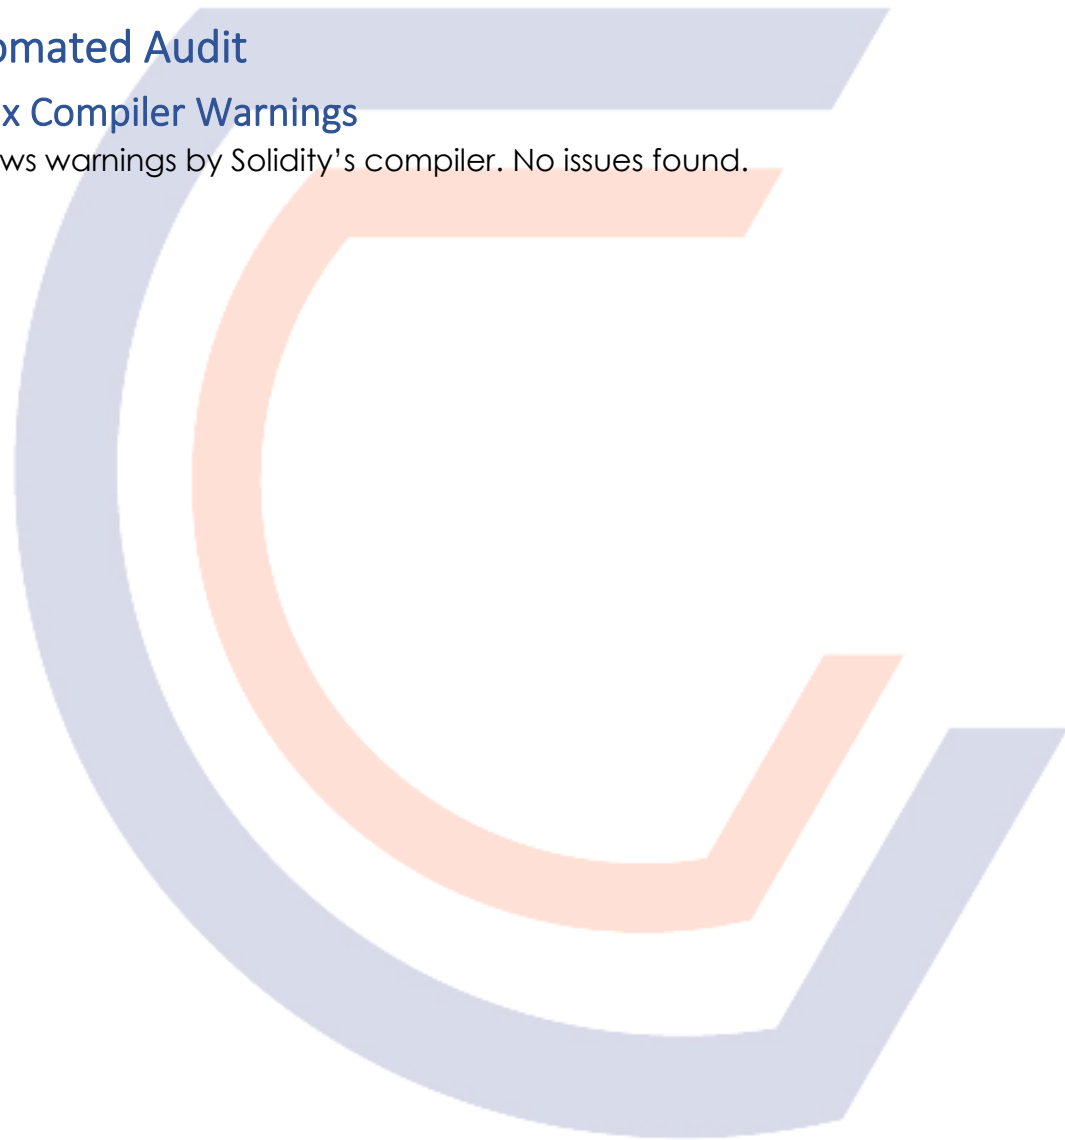 omated Audit
x Compiler Warnings
ws warnings by Solidity’s compiler. No issues found.